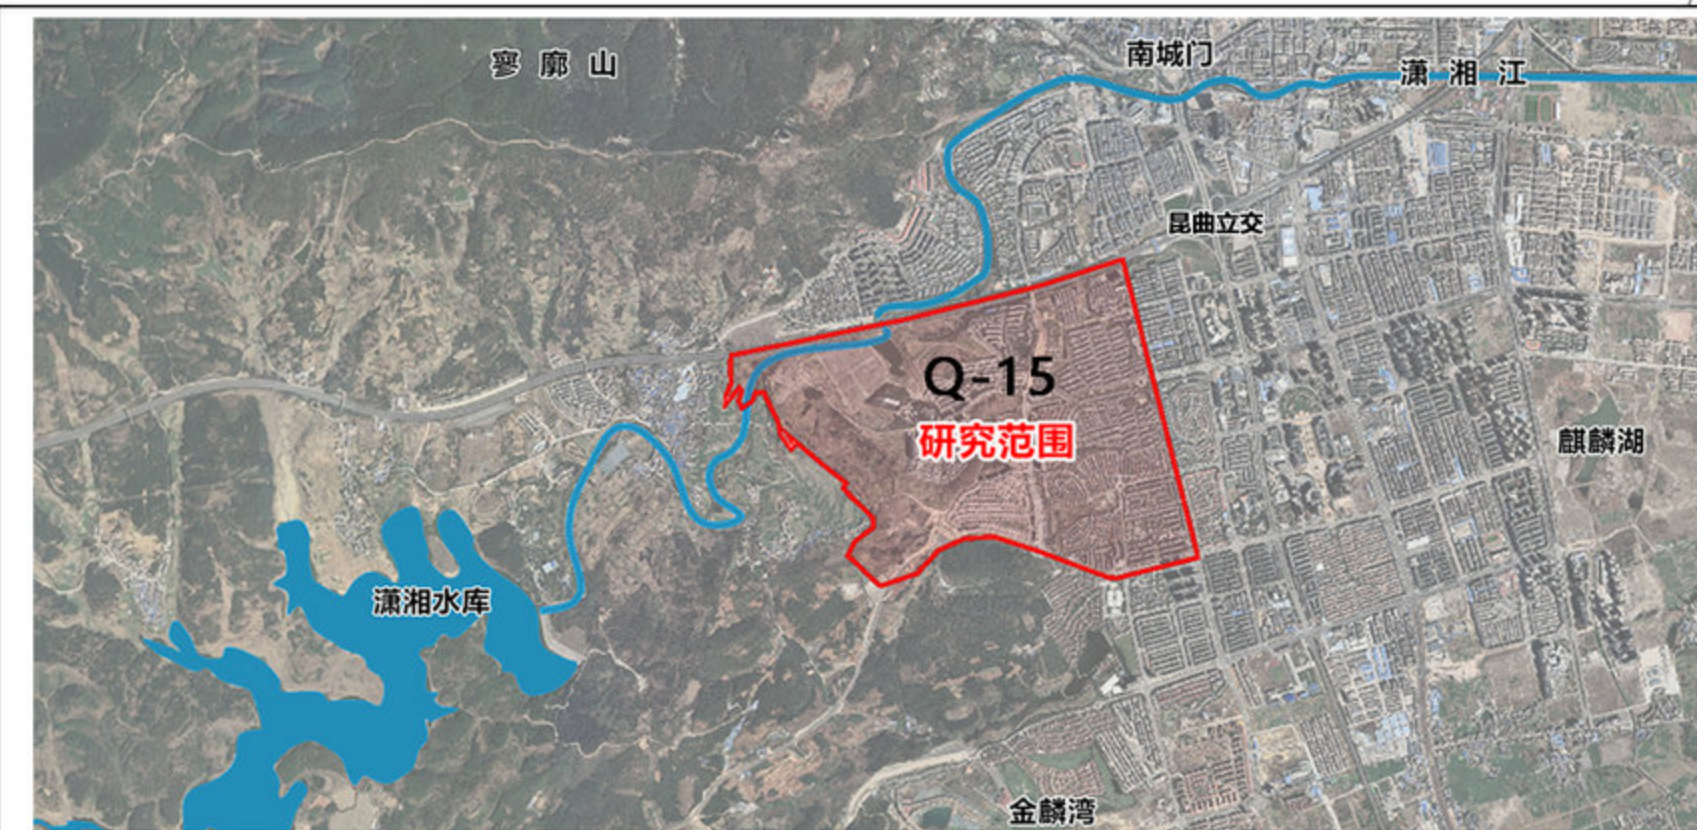 南城门
寥廓山
潇湘江
昆曲立交
Q-15
研究范围
麒麟湖
潇湘水库
金麟湾